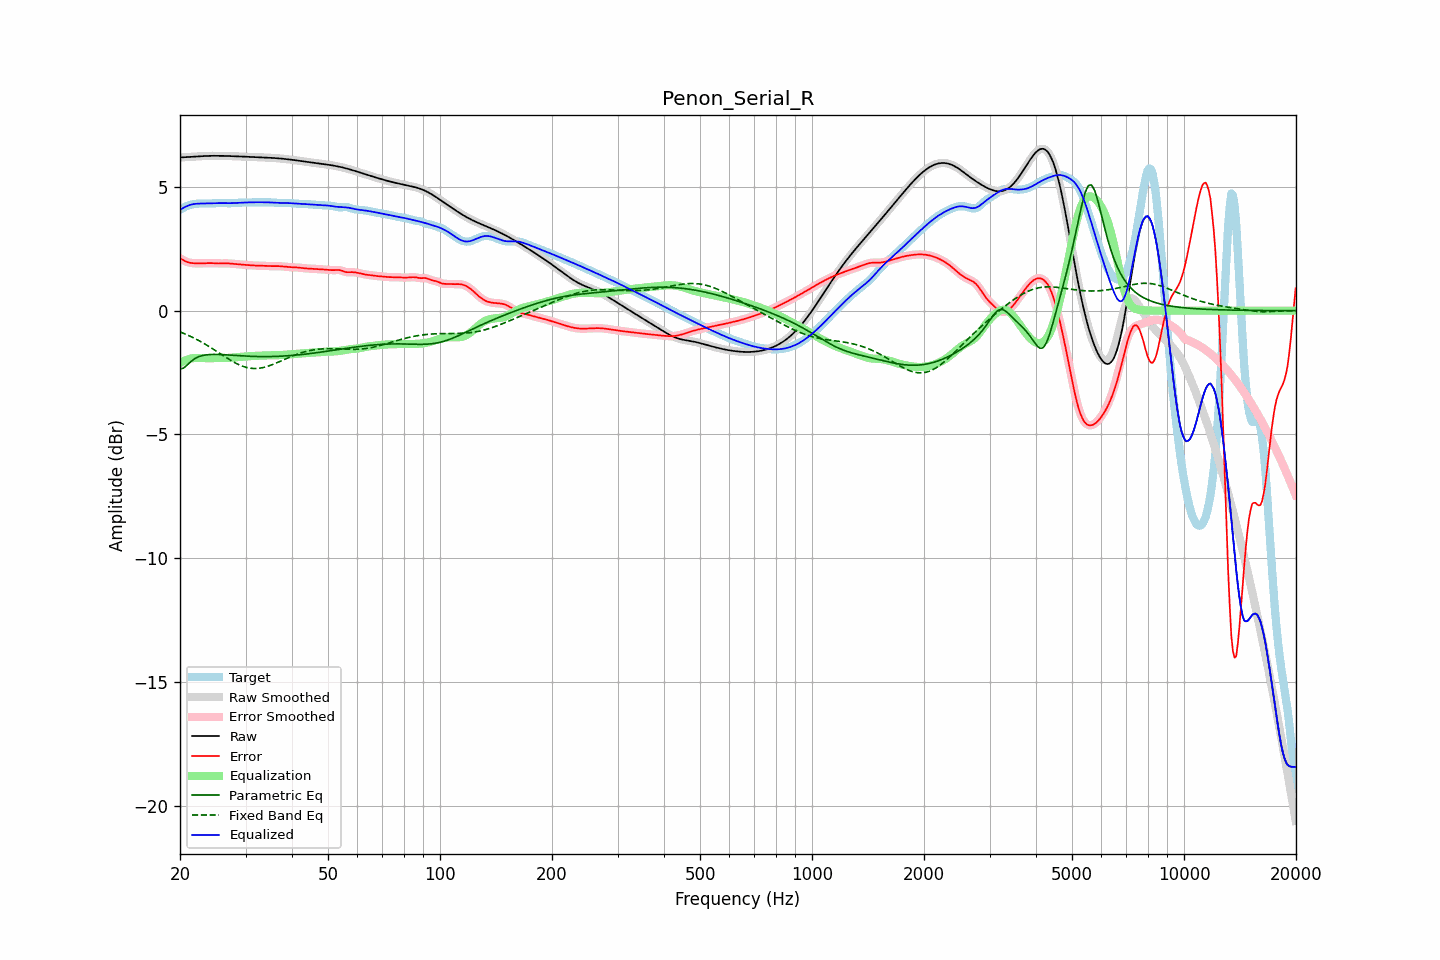 Penon_Serial_R
Amplitude (dBr)
5
0
−5
−10
−15
−20
Target
Raw Smoothed
Error Smoothed
Raw
Error
Equalization
Parametric Eq
Fixed Band Eq
Equalized
20 50 100 200 500 1000 2000 5000 10000 20000
Frequency (Hz)